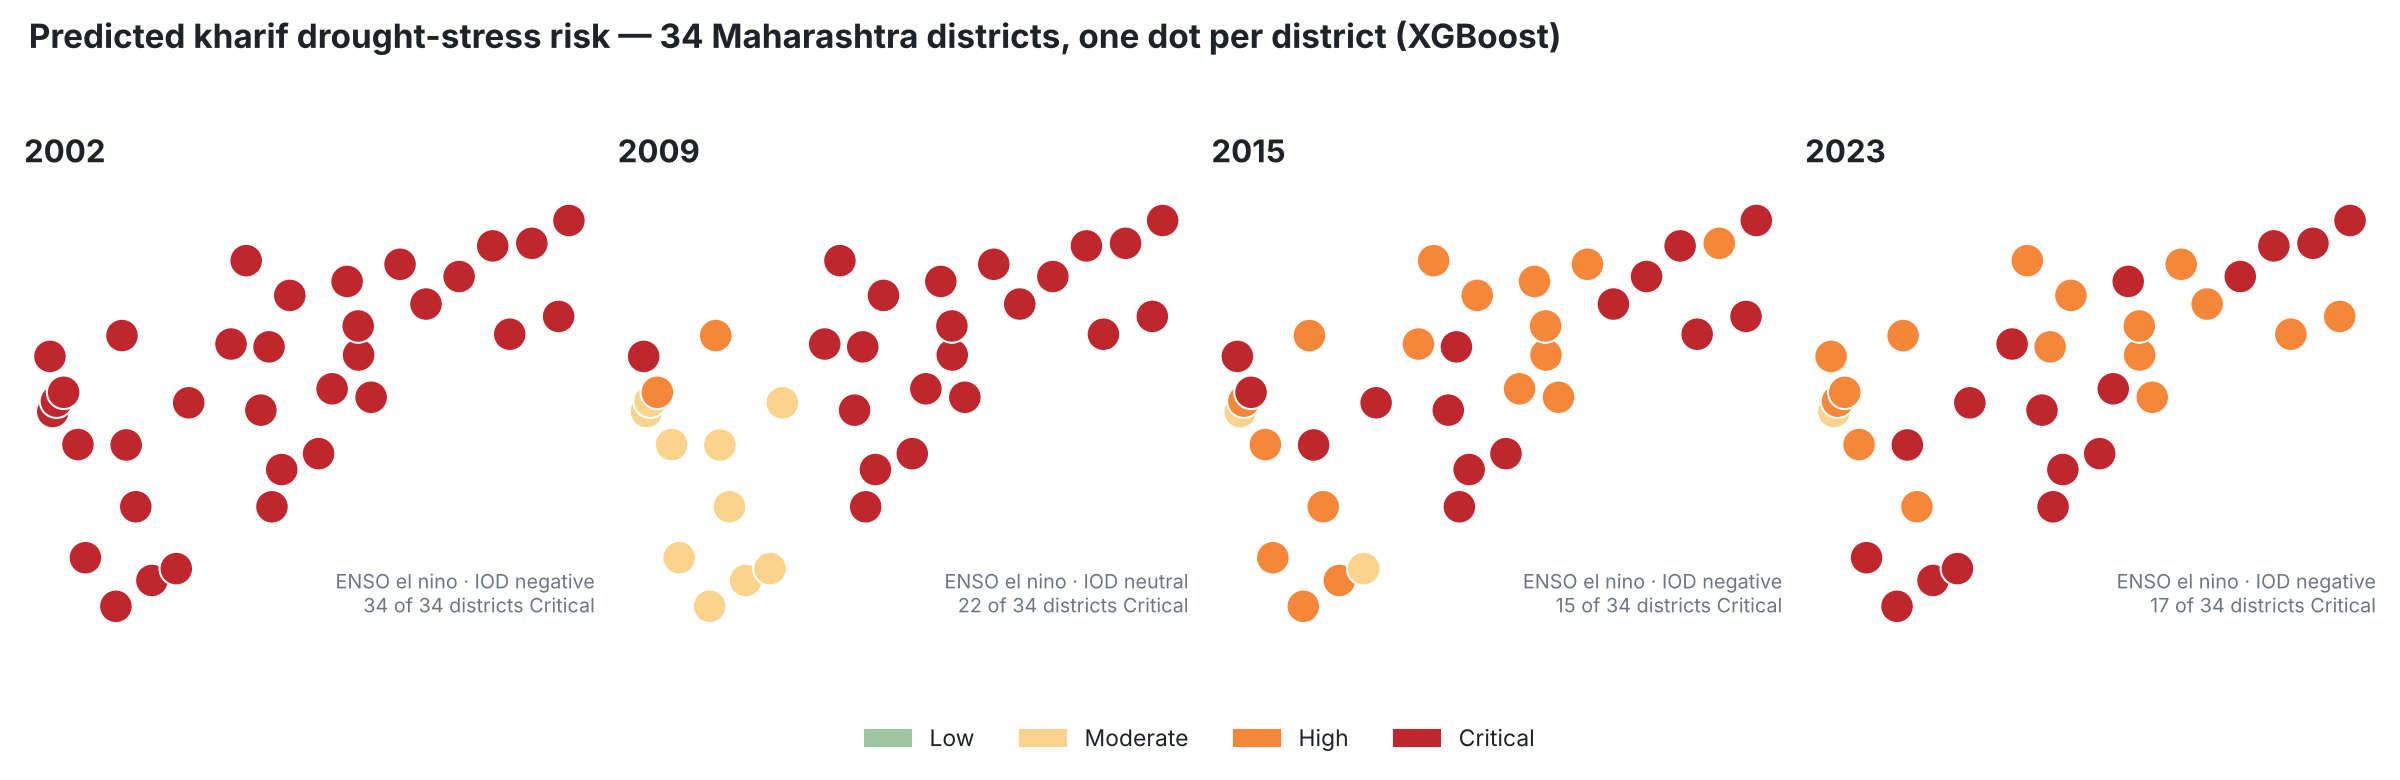 Predicted kharif drought-stress risk — 34 Maharashtra districts, one dot per district (XGBoost)
2002
2009
2015
2023
ENSO el nino · IOD negative
34 of 34 districts Critical
ENSO el nino · IOD neutral
22 of 34 districts Critical
ENSO el nino · IOD negative
15 of 34 districts Critical
ENSO el nino · IOD negative
17 of 34 districts Critical
Low
Moderate
High
Critical